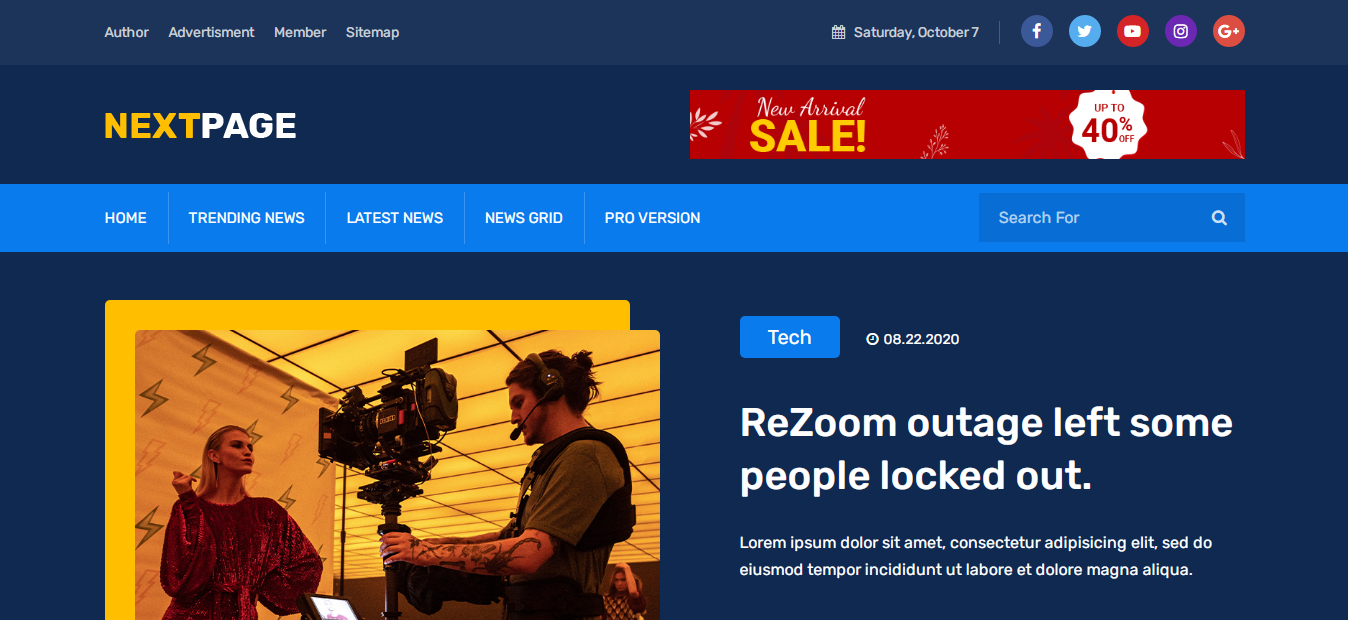 Author Advertisment Member Sitemap Saturday, October 7
NEXTPAGE
New Arrival
SALE!
UP TO
40%
OFF
HOME TRENDING NEWS LATEST NEWS NEWS GRID PRO VERSION Search For
Tech 08.22.2020
ReZoom outage left some
people locked out.
Lorem ipsum dolor sit amet, consectetur adipisicing elit, sed do
eiusmod tempor incididunt ut labore et dolore magna aliqua.